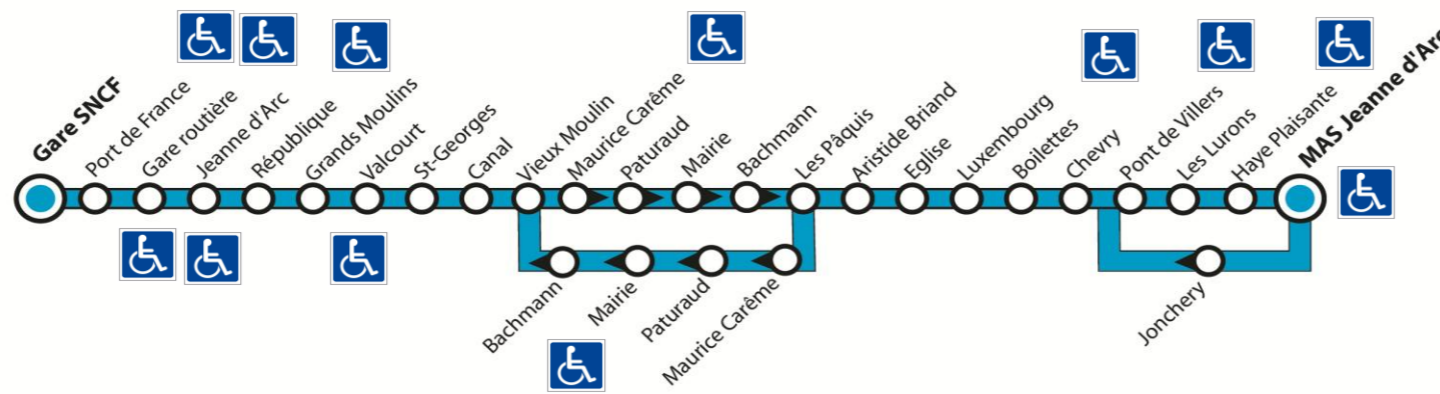 Gare SNCF
Port de France
Gare routière
Jeanne d'Arc
République
Grands Moulins
Valcourt
St-Georges
Canal
Vieux Moulin
Maurice Carême
Paturaud
Mairie
Bachmann
Les Pâquis
Aristide Briand
Eglise
Luxembourg
Boilettes
Chevry
Pont de Villers
Les Lurons
Haye Plaisante
MAS Jeanne d'Arc
Bachmann
Mairie
Paturaud
Maurice Carême
Jonchery